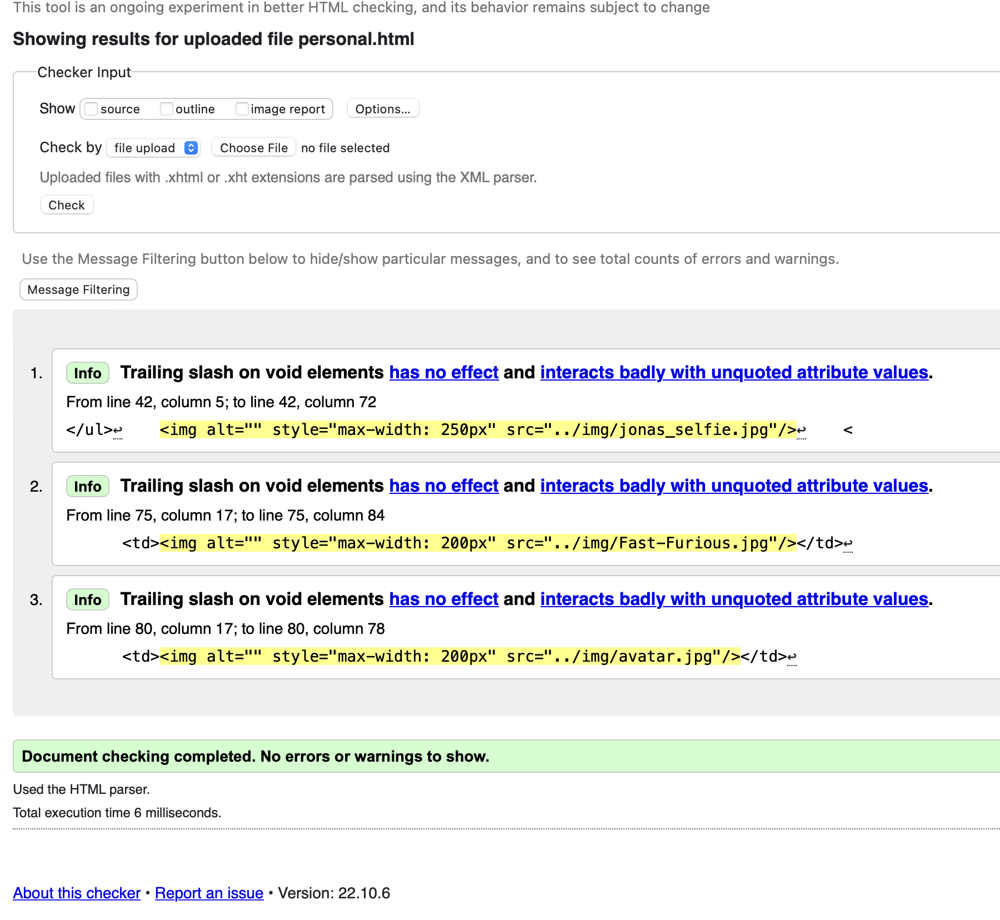 This tool is an ongoing experiment in better HTML checking, and its behavior remains subject to change
Showing results for uploaded file personal.html
Checker Input
Show source outline image report Options...
Check by file upload Choose File no file selected
Uploaded files with .xhtml or .xht extensions are parsed using the XML parser.
Check
Use the Message Filtering button below to hide/show particular messages, and to see total counts of errors and warnings.
Message Filtering
1. Info Trailing slash on void elements has no effect and interacts badly with unquoted attribute values.
From line 42, column 5; to line 42, column 72
</ul>↩    <img alt="" style="max-width: 250px" src="../img/jonas_selfie.jpg"/>↩    <
2. Info Trailing slash on void elements has no effect and interacts badly with unquoted attribute values.
From line 75, column 17; to line 75, column 84
<td><img alt="" style="max-width: 200px" src="../img/Fast-Furious.jpg"/></td>↩
3. Info Trailing slash on void elements has no effect and interacts badly with unquoted attribute values.
From line 80, column 17; to line 80, column 78
<td><img alt="" style="max-width: 200px" src="../img/avatar.jpg"/></td>↩
Document checking completed. No errors or warnings to show.
Used the HTML parser.
Total execution time 6 milliseconds.
About this checker • Report an issue • Version: 22.10.6